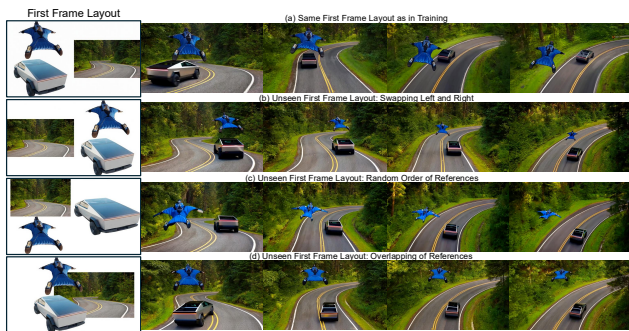 First Frame Layout
(a) Same First Frame Layout as in Training
(b) Unseen First Frame Layout: Swapping Left and Right
(c) Unseen First Frame Layout: Random Order of References
(d) Unseen First Frame Layout: Overlapping of References